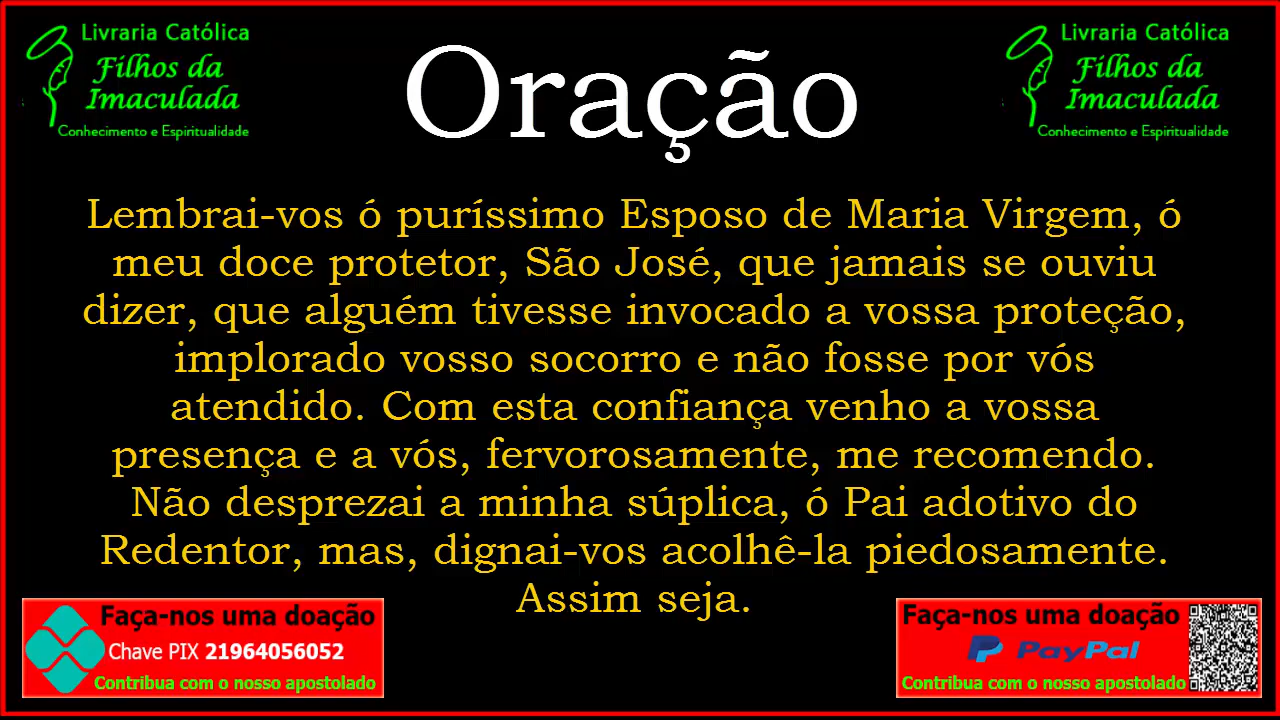 Livraria Católica
Filhos da
Imaculada
Conhecimento e Espiritualidade
Oração
Livraria Católica
Filhos da
Imaculada
Conhecimento e Espiritualidade
Lembrai-vos ó puríssimo Esposo de Maria Virgem, ó
meu doce protetor, São José, que jamais se ouviu
dizer, que alguém tivesse invocado a vossa proteção,
implorado vosso socorro e não fosse por vós
atendido. Com esta confiança venho a vossa
presença e a vós, fervorosamente, me recomendo.
Não desprezai a minha súplica, ó Pai adotivo do
Redentor, mas, dignai-vos acolhê-la piedosamente.
Assim seja.
Faça-nos uma doação
Chave PIX 21964056052
Contribua com o nosso apostolado
Faça-nos uma doação
PayPal
Contribua com o nosso apostolado